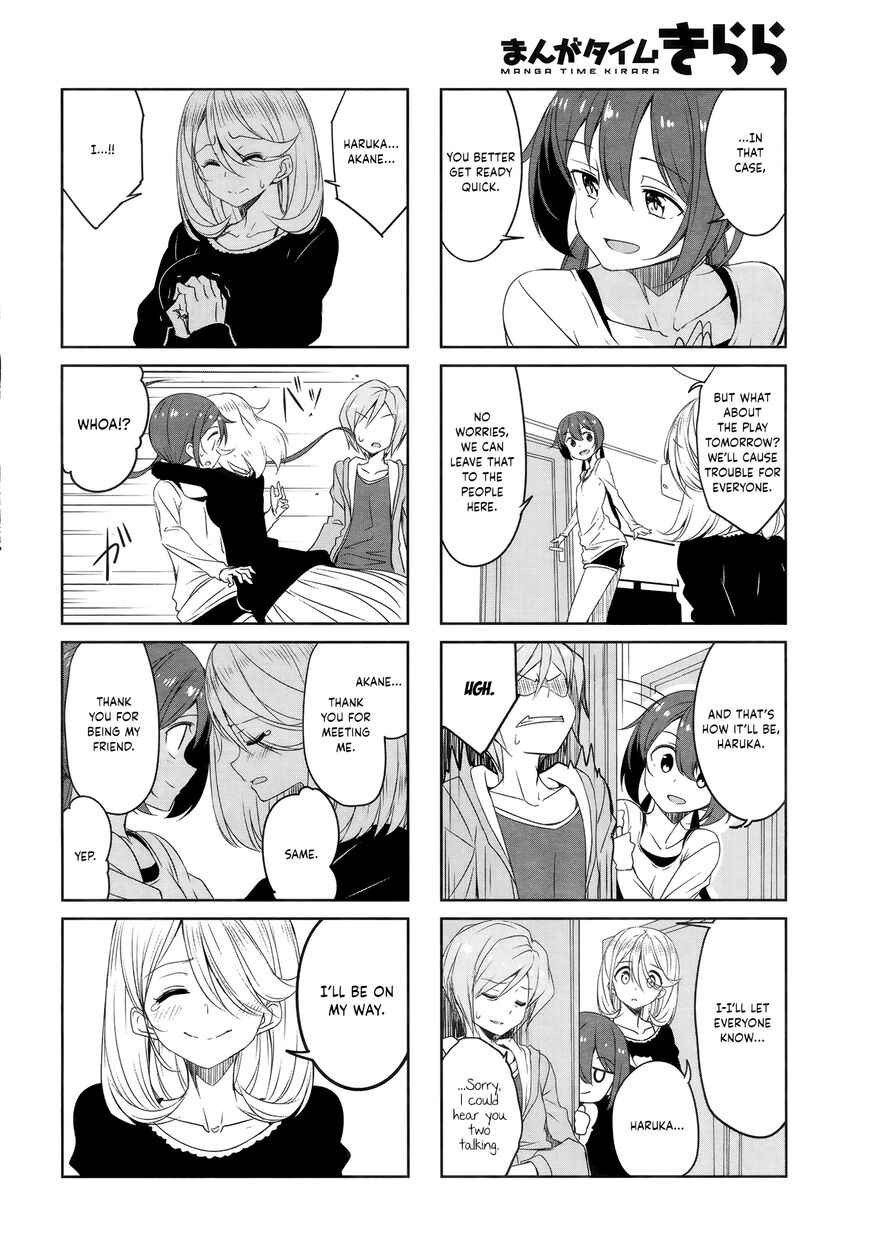 まんがタイムきらら
MANGA TIME KIRARA
...IN
THAT
CASE,
YOU BETTER
GET READY
QUICK.
BUT WHAT
ABOUT
THE PLAY
TOMORROW?
WE'LL CAUSE
TROUBLE FOR
EVERYONE.
NO
WORRIES,
WE CAN
LEAVE THAT
TO THE
PEOPLE
HERE.
AND THAT'S
HOW IT'LL BE,
HARUKA.
UGH.
I-I'LL LET
EVERYONE
KNOW...
HARUKA...
...Sorry,
I could
hear you
two
talking.
HARUKA...
AKANE...
I...!!
WHOA!?
ガバッ
AKANE...
THANK
YOU FOR
MEETING
ME.
SAME.
THANK
YOU FOR
BEING MY
FRIEND.
YEP.
I'LL BE ON
MY WAY.